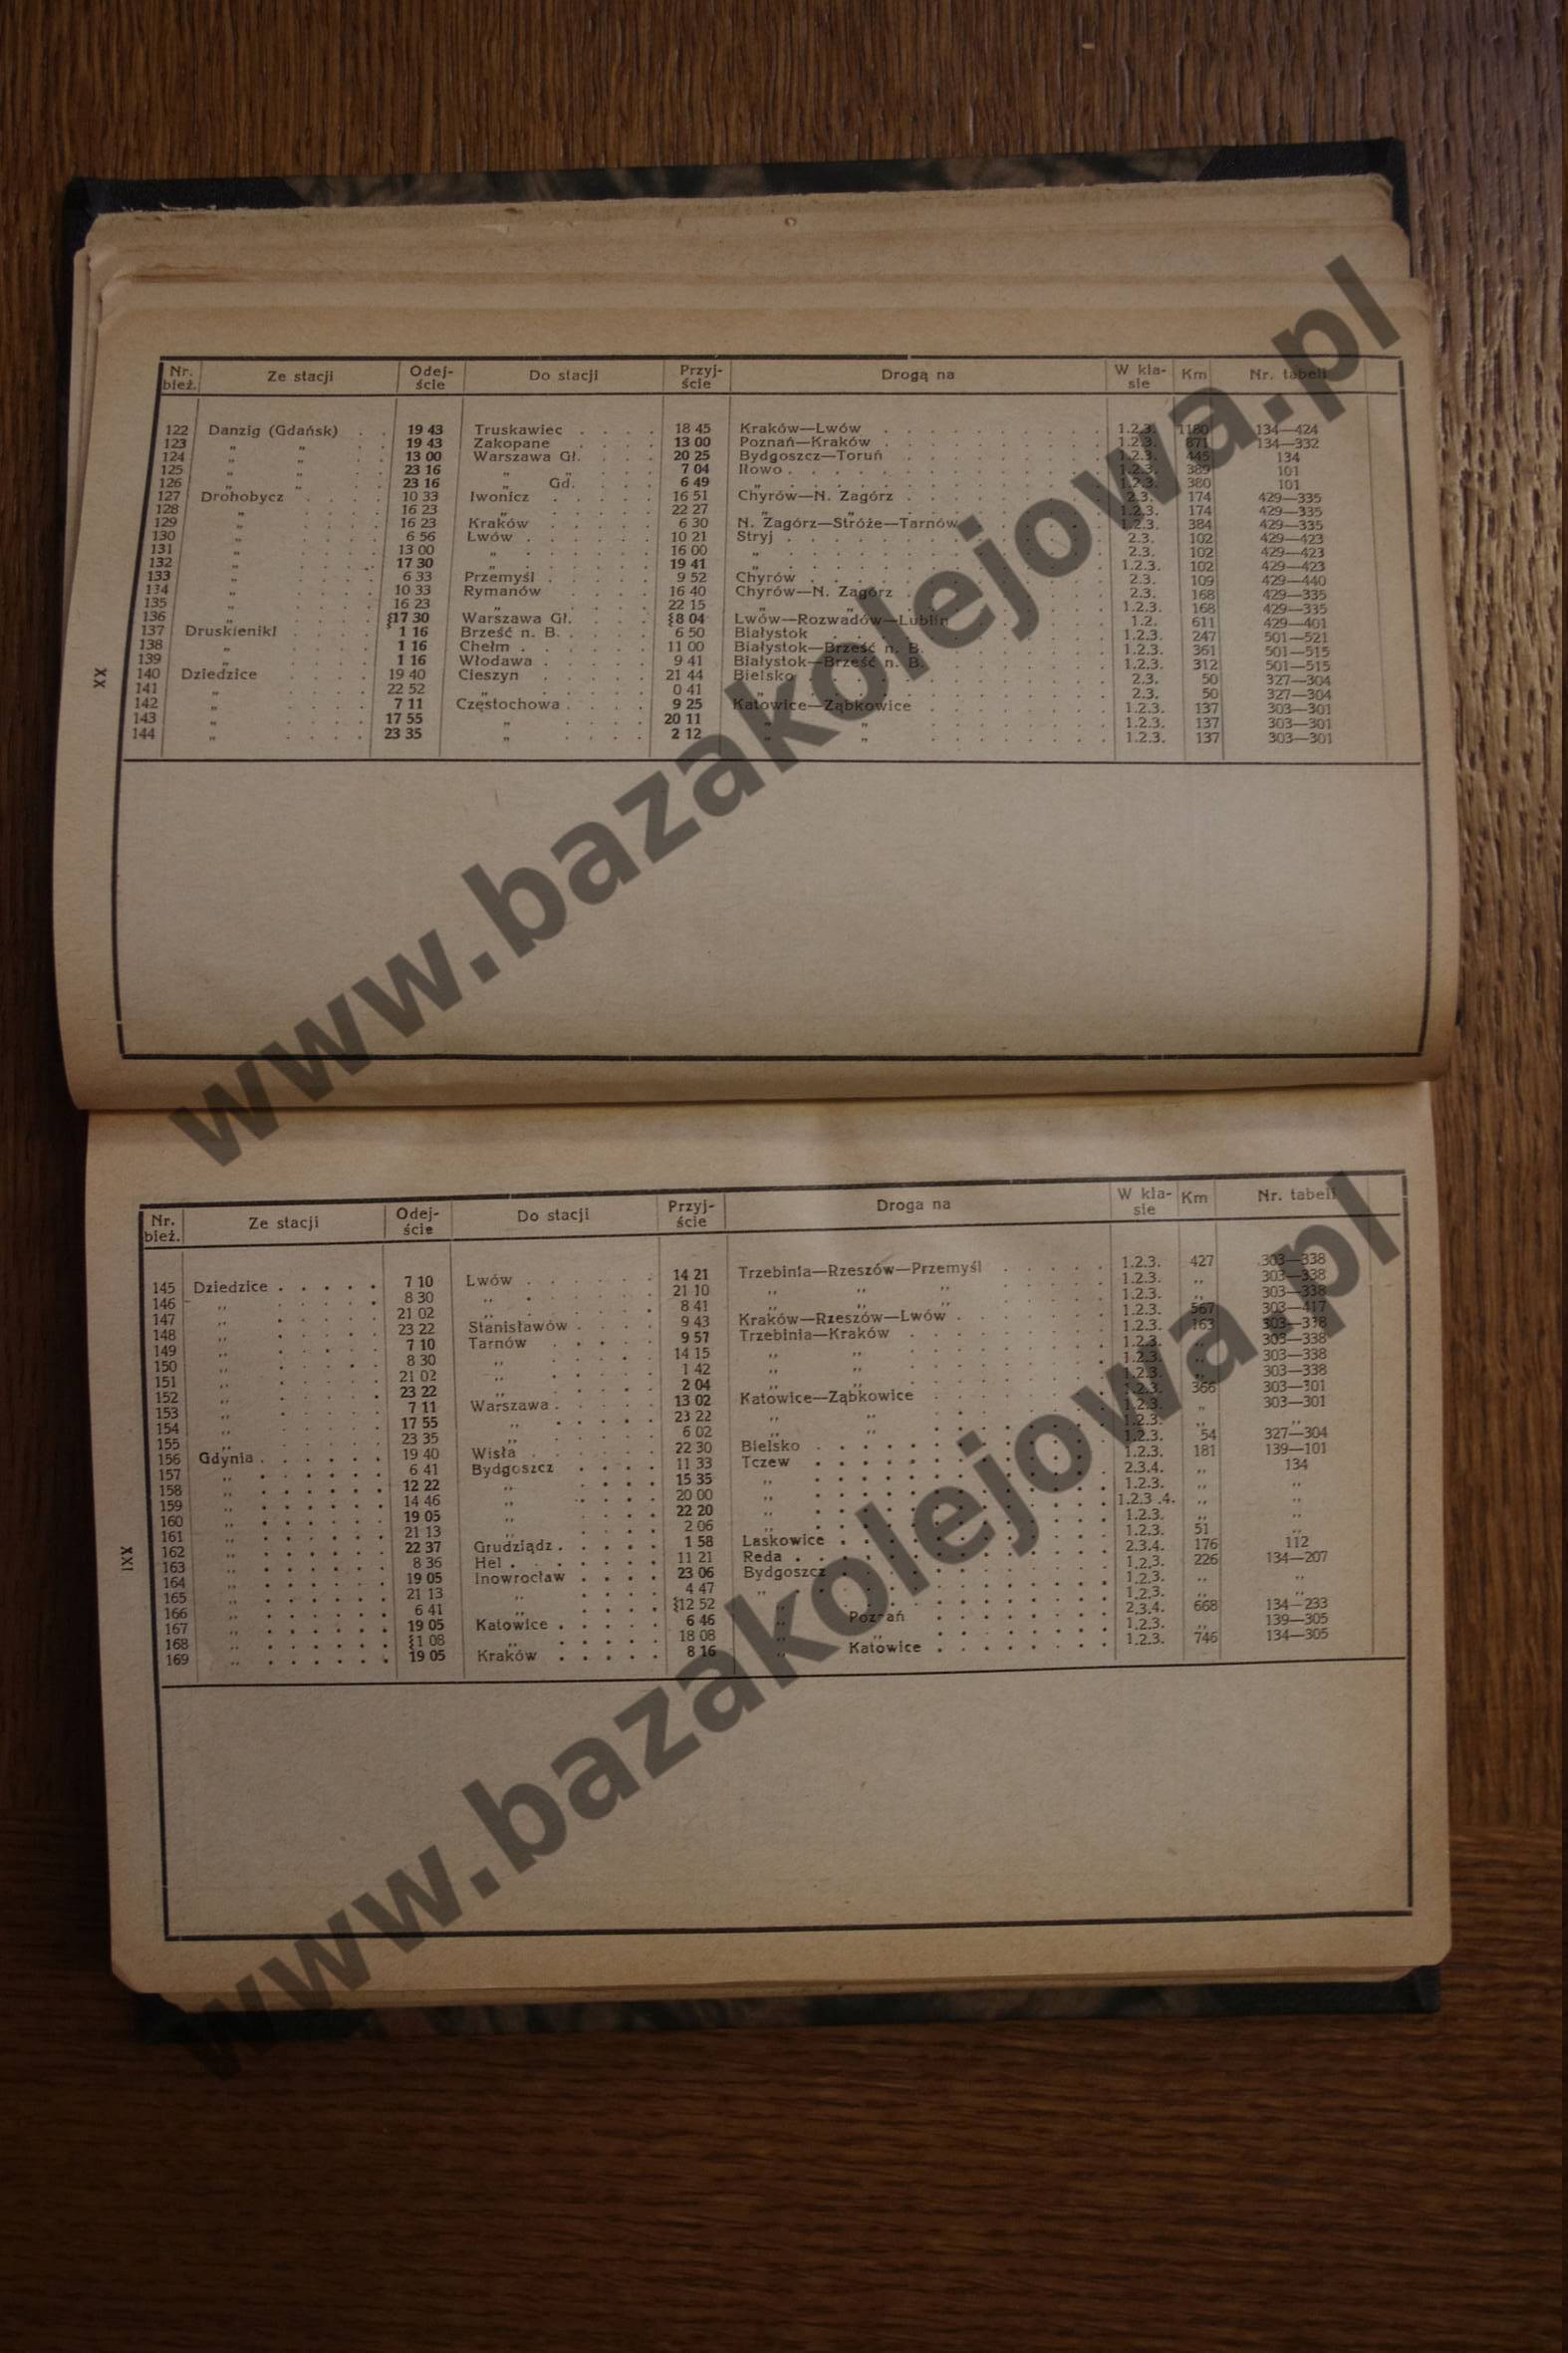 Nr. bież. Ze stacji Odejście Do stacji Przyjście Drogą na W klasie Km Nr. tabeli
122 Danzig (Gdańsk) . . 19 43 Truskawiec . . . . 18 45 Kraków—Lwów 1.2.3. 1180 134—424
123 „ „ 19 43 Zakopane . . . . 13 00 Poznań—Kraków 1.2.3. 871 134—332
124 „ „ 13 00 Warszawa Gł. . . . 20 25 Bydgoszcz—Toruń 1.2.3. 445 134
125 „ „ 23 16 „ „ 7 04 Iłowo 1.2.3. 389 101
126 „ „ 23 16 „ Gd. 6 49 „ 1.2.3. 380 101
127 Drohobycz . . . . 10 33 Iwonicz . . . . 16 51 Chyrów—N. Zagórz 2.3. 174 429—335
128 „ 16 23 „ 22 27 „ „ 1.2.3. 174 429—335
129 „ 16 23 Kraków . . . . 6 30 N. Zagórz—Stróże—Tarnów 1.2.3. 384 429—335
130 „ 6 56 Lwów . . . . 10 21 Stryj 2.3. 102 429—423
131 „ 13 00 „ 16 00 „ 2.3. 102 429—423
132 „ 17 30 „ 19 41 „ 1.2.3. 102 429—423
133 „ 6 33 Przemyśl . . . . 9 52 Chyrów 2.3. 109 429—440
134 „ 10 33 Rymanów . . . . 16 40 Chyrów—N. Zagórz 2.3. 168 429—335
135 „ 16 23 „ 22 15 „ „ 1.2.3. 168 429—335
136 „ §17 30 Warszawa Gł. . . . §8 04 Lwów—Rozwadów—Lublin 1.2. 611 429—401
137 Druskieniki . . . . 1 16 Brześć n. B. . . . 6 50 Białystok 1.2.3. 247 501—521
138 „ 1 16 Chełm . . . . 11 00 Białystok—Brześć n. B. 1.2.3. 361 501—515
139 „ 1 16 Włodawa . . . . 9 41 Białystok—Brześć n. B. 1.2.3. 312 501—515
140 Dziedzice . . . . 19 40 Cieszyn . . . . 21 44 Bielsko 2.3. 50 327—304
141 „ 22 52 „ 0 41 „ 2.3. 50 327—304
142 „ 7 11 Częstochowa . . . . 9 25 Katowice—Ząbkowice 1.2.3. 137 303—301
143 „ 17 55 „ 20 11 „ „ 1.2.3. 137 303—301
144 „ 23 35 „ 2 12 „ „ 1.2.3. 137 303—301
XX
Nr. bież. Ze stacji Odejście Do stacji Przyjście Droga na W klasie Km Nr. tabeli
145 Dziedzice . . . . . 7 10 Lwów . . . . 14 21 Trzebinia—Rzeszów—Przemyśl 1.2.3. 427 303—338
146 „ 8 30 „ 21 10 „ „ „ 1.2.3. „ 303—338
147 „ 21 02 „ 8 41 „ „ „ 1.2.3. „ 303—338
148 „ 23 22 Stanisławów . . . . 9 43 Kraków—Rzeszów—Lwów 1.2.3. 567 303—417
149 „ 7 10 Tarnów . . . . 9 57 Trzebinia—Kraków 1.2.3. 163 303—338
150 „ 8 30 „ 14 15 „ „ 1.2.3. „ 303—338
151 „ 21 02 „ 1 42 „ „ 1.2.3. „ 303—338
152 „ 23 22 „ 2 04 „ „ 1.2.3. „ 303—338
153 „ 7 11 Warszawa . . . . 13 02 Katowice—Ząbkowice 1.2.3. 366 303—301
154 „ 17 55 „ 23 22 „ „ 1.2.3. „ 303—301
155 „ 23 35 „ 6 02 „ „ 1.2.3. „ „
156 Gdynia . . . . . 19 40 Wisła . . . . 22 30 Bielsko 1.2.3. 54 327—304
157 „ 6 41 Bydgoszcz . . . . 11 33 Tczew 1.2.3. 181 139—101
158 „ 12 22 „ 15 35 „ 2.3.4. „ 134
159 „ 14 46 „ 20 00 „ 1.2.3. „ „
160 „ 19 05 „ 22 20 „ 1.2.3 .4. „ „
161 „ 21 13 „ 2 06 „ 1.2.3. „ „
162 „ 22 37 Grudziądz . . . . 1 58 Laskowice 1.2.3. 51 „
163 „ 8 36 Hel . . . . . 11 21 Reda 2.3.4. 176 112
164 „ 19 05 Inowrocław . . . . 23 06 Bydgoszcz 1.2.3. 226 134—207
165 „ 21 13 „ 4 47 „ 1.2.3. „ „
166 „ 6 41 „ §12 52 „ 1.2.3. „ „
167 „ 19 05 Katowice . . . . 6 46 „ Poznań 2.3.4. 668 134—233
168 „ §1 08 „ 18 08 „ „ 1.2.3. „ 139—305
169 „ 19 05 Kraków . . . . . 8 16 „ Katowice 1.2.3. 746 134—305
XXI
www.bazakolejowa.pl
www.bazakolejowa.pl